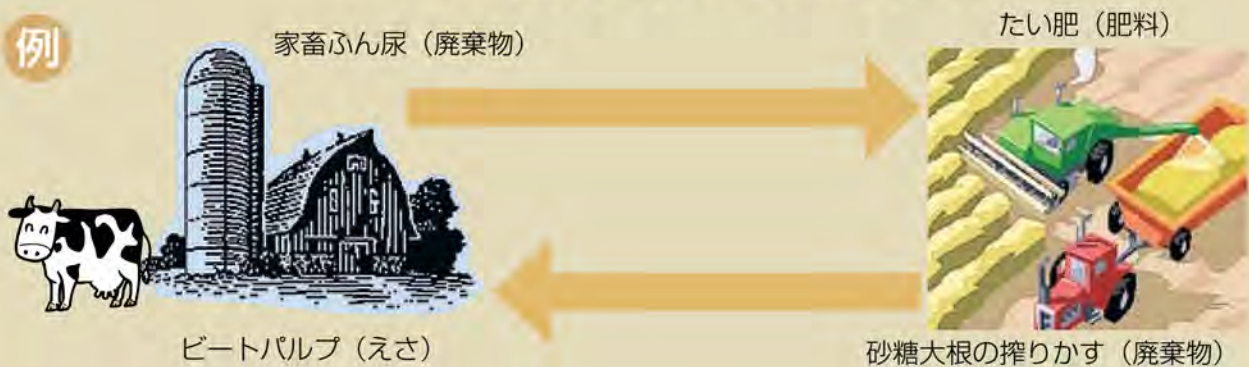 例
家畜ふん尿（廃棄物）
たい肥（肥料）
ビートパルプ（えさ）
砂糖大根の搾りかす（廃棄物）